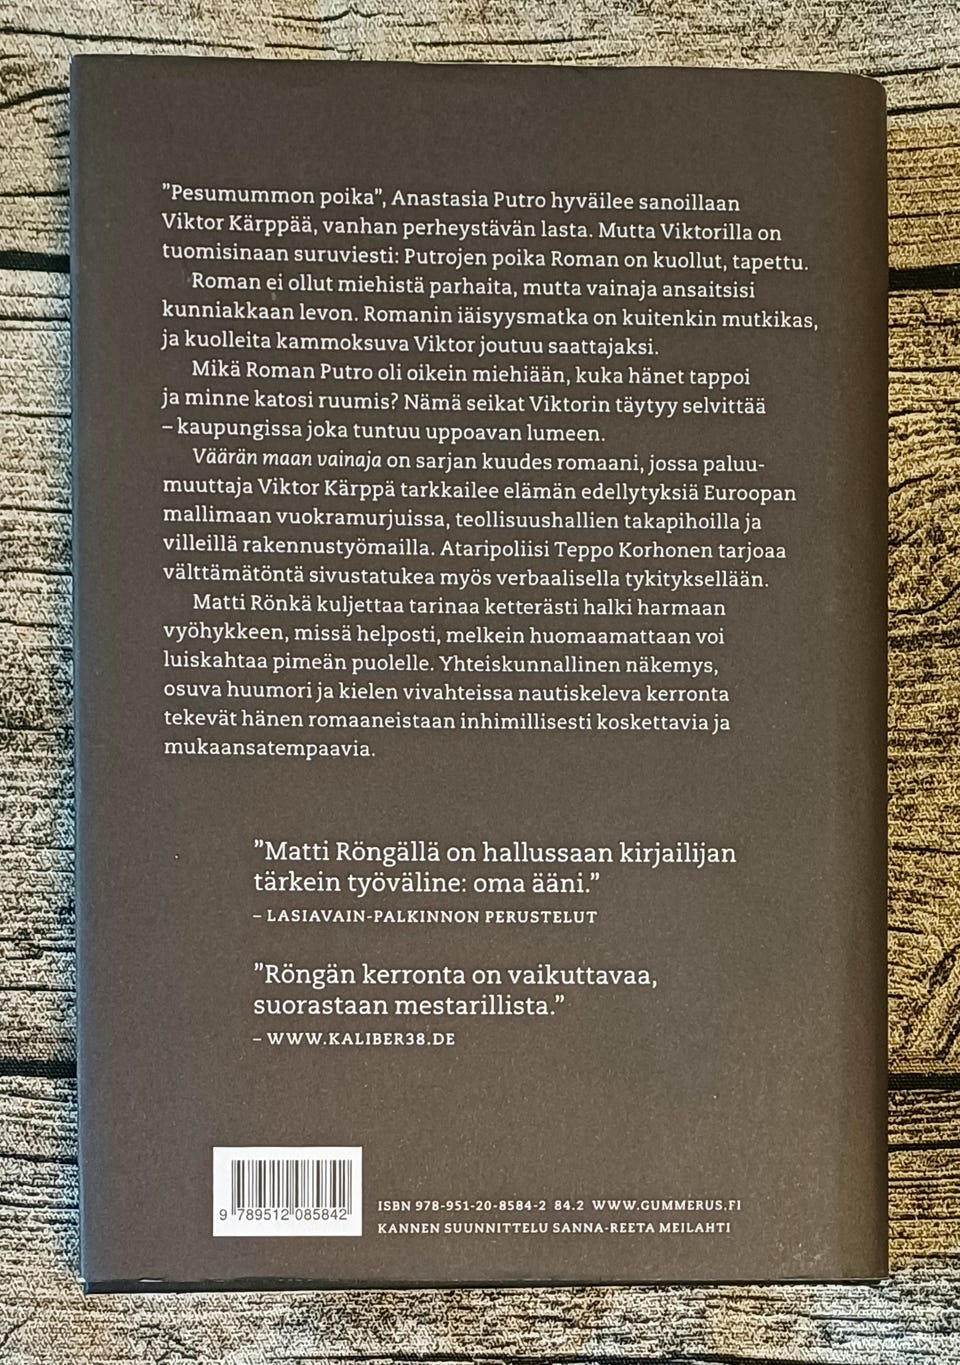 ”Pesumummon poika”, Anastasia Putro hyväilee sanoillaan
Viktor Kärppää, vanhan perheystävän lasta. Mutta Viktorilla on
tuomisinaan suruviesti: Putrojen poika Roman on kuollut, tapettu.
Roman ei ollut miehistä parhaita, mutta vainaja ansaitsisi
kunniakkaan levon. Romanin iäisyysmatka on kuitenkin mutkikas,
ja kuolleita kammoksuva Viktor joutuu saattajaksi.
Mikä Roman Putro oli oikein miehiään, kuka hänet tappoi
ja minne katosi ruumis? Nämä seikat Viktorin täytyy selvittää
– kaupungissa joka tuntuu uppoavan lumeen.
Väärän maan vainaja on sarjan kuudes romaani, jossa paluu-
muuttaja Viktor Kärppä tarkkailee elämän edellytyksiä Euroopan
mallimaan vuokramurjuissa, teollisuushallien takapihoilla ja
villeillä rakennustyömailla. Ataripoliisi Teppo Korhonen tarjoaa
välttämätöntä sivustatukea myös verbaalisella tykityksellään.
Matti Rönkä kuljettaa tarinaa ketterästi halki harmaan
vyöhykkeen, missä helposti, melkein huomaamattaan voi
luiskahtaa pimeän puolelle. Yhteiskunnallinen näkemys,
osuva huumori ja kielen vivahteissa nautiskeleva kerronta
tekevät hänen romaaneistaan inhimillisesti koskettavia ja
mukaansatempaavia.
”Matti Röngällä on hallussaan kirjailijan
tärkein työväline: oma ääni.”
– LASIAVAIN-PALKINNON PERUSTELUT
”Röngän kerronta on vaikuttavaa,
suorastaan mestarillista.”
– WWW.KALIBER38.DE
9 789512 085842
ISBN 978-951-20-8584-2 84.2 WWW.GUMMERUS.FI
KANNEN SUUNNITTELU SANNA-REETA MEILAHTI